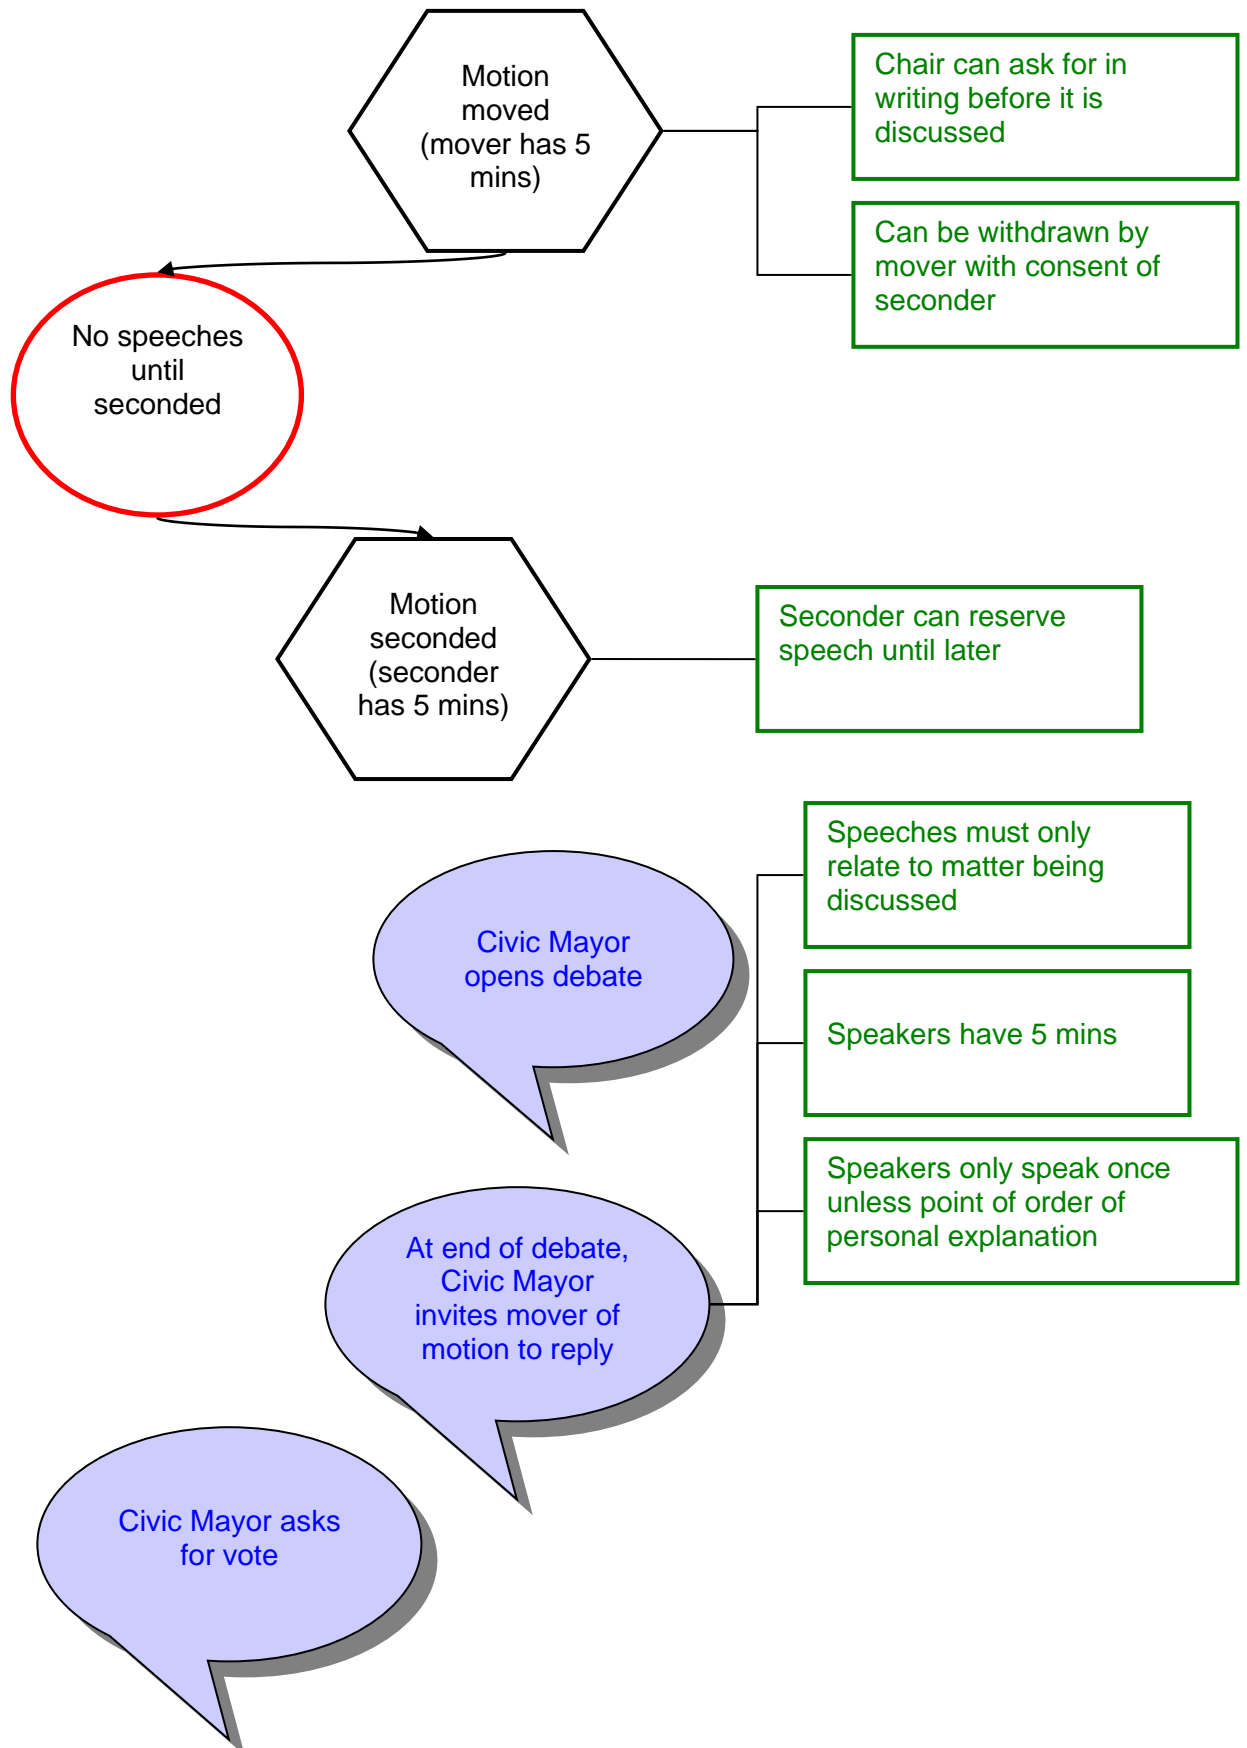 Motion
moved
(mover has 5
mins)
Chair can ask for in
writing before it is
discussed
Can be withdrawn by
mover with consent of
seconder
No speeches
until
seconded
Motion
seconded
(seconder
has 5 mins)
Seconder can reserve
speech until later
Speeches must only
relate to matter being
discussed
Civic Mayor
opens debate
Speakers have 5 mins
Speakers only speak once
unless point of order of
personal explanation
At end of debate,
Civic Mayor
invites mover of
motion to reply
Civic Mayor asks
for vote